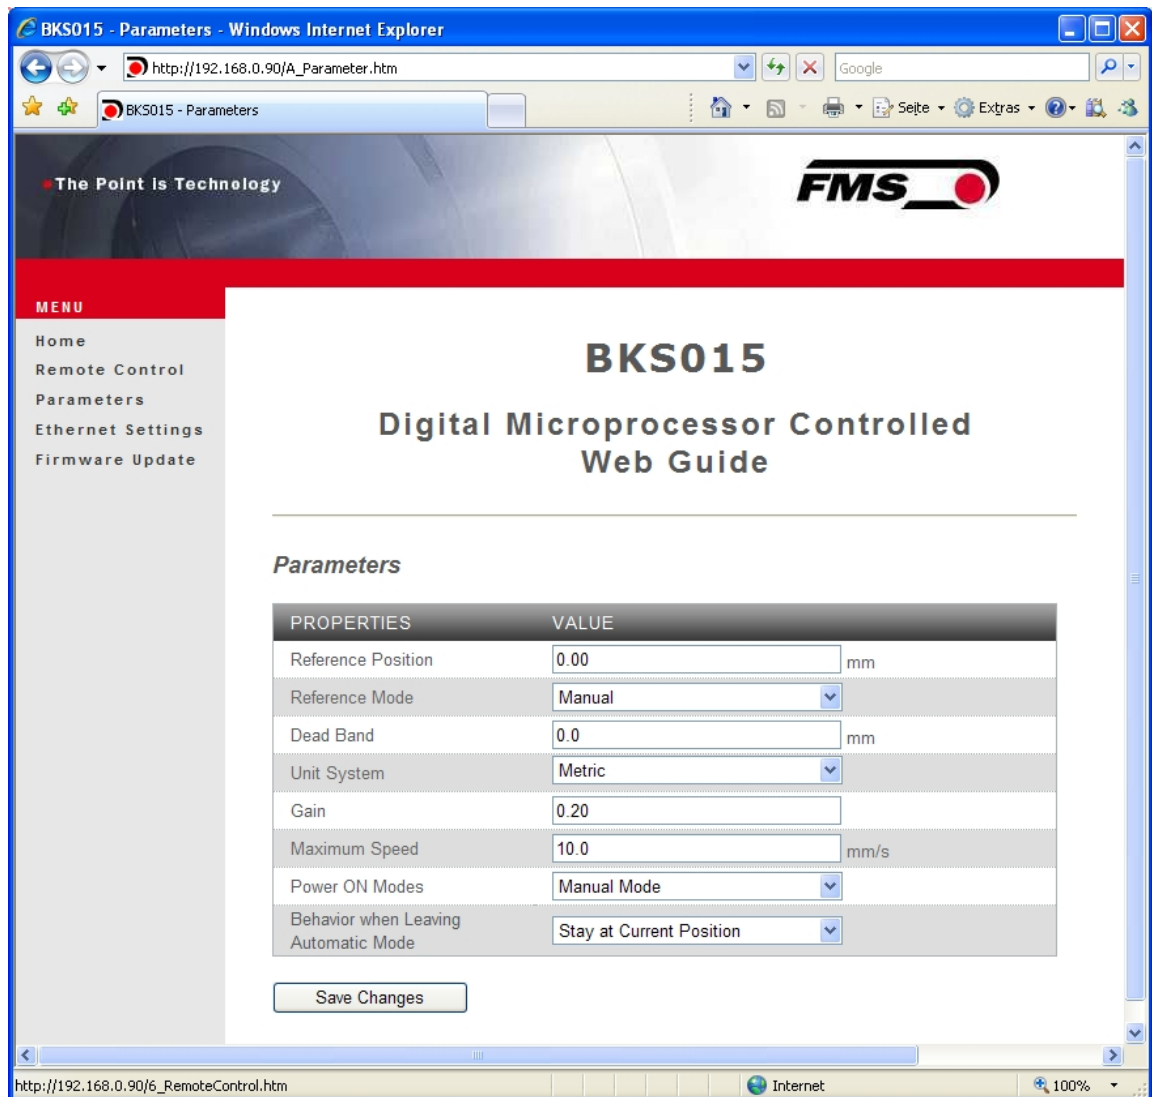 BKS015 - Parameters - Windows Internet Explorer
http://192.168.0.90/A_Parameter.htm
Google
BKS015 - Parameters
Seite
Extras
The Point is Technology
FMS
MENU
Home
Remote Control
Parameters
Ethernet Settings
Firmware Update
BKS015
Digital Microprocessor Controlled
Web Guide
Parameters
PROPERTIES VALUE
Reference Position 0.00 mm
Reference Mode Manual
Dead Band 0.0 mm
Unit System Metric
Gain 0.20
Maximum Speed 10.0 mm/s
Power ON Modes Manual Mode
Behavior when Leaving
Automatic Mode Stay at Current Position
Save Changes
http://192.168.0.90/6_RemoteControl.htm Internet 100%